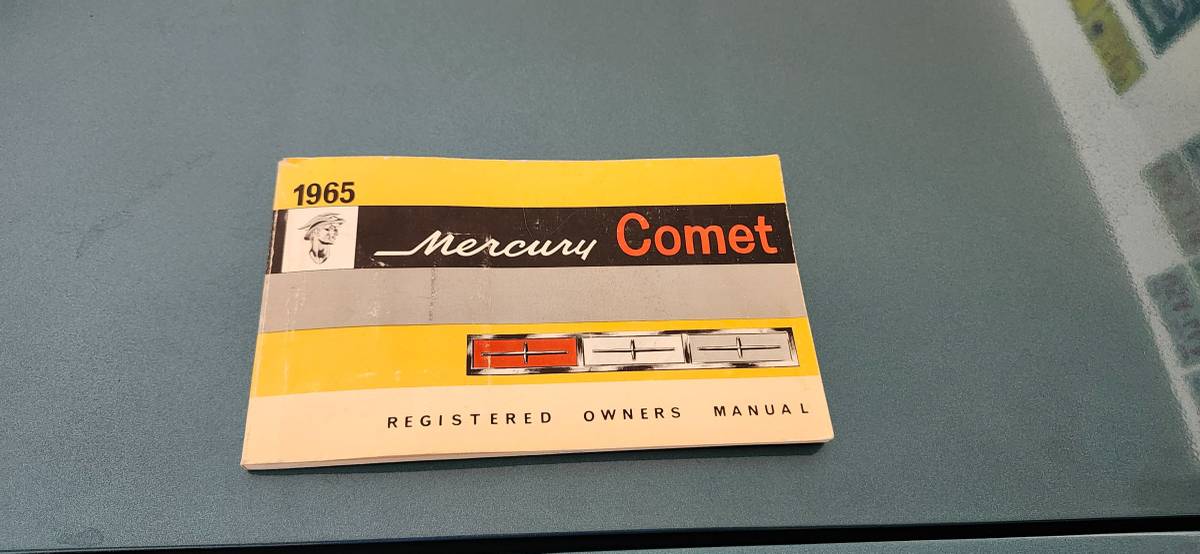 1965
Mercury Comet
REGISTERED OWNERS MANUAL